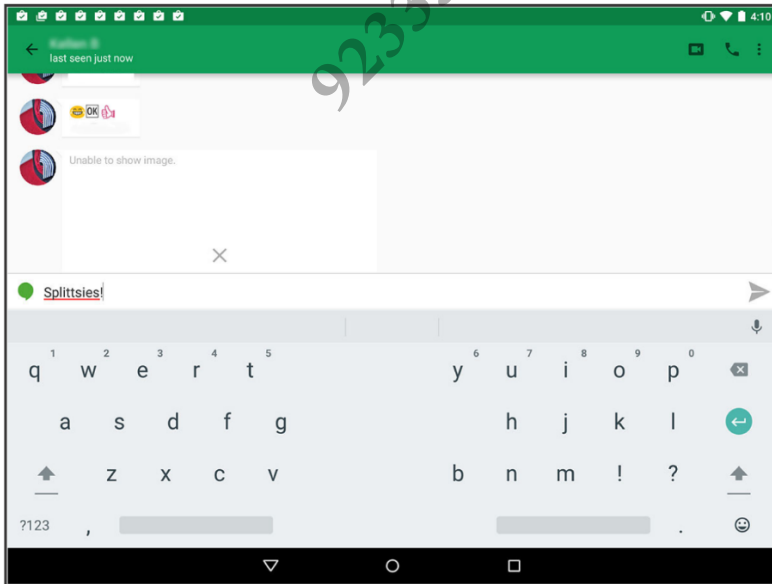 4:10
last seen just now
OK
Unable to show image.
Splittsies!
q 1 w 2 e 3 r 4 t 5 y 6 u 7 i 8 o 9 p 0
a s d f g h j k l
z x c v b n m ! ?
?123 , .